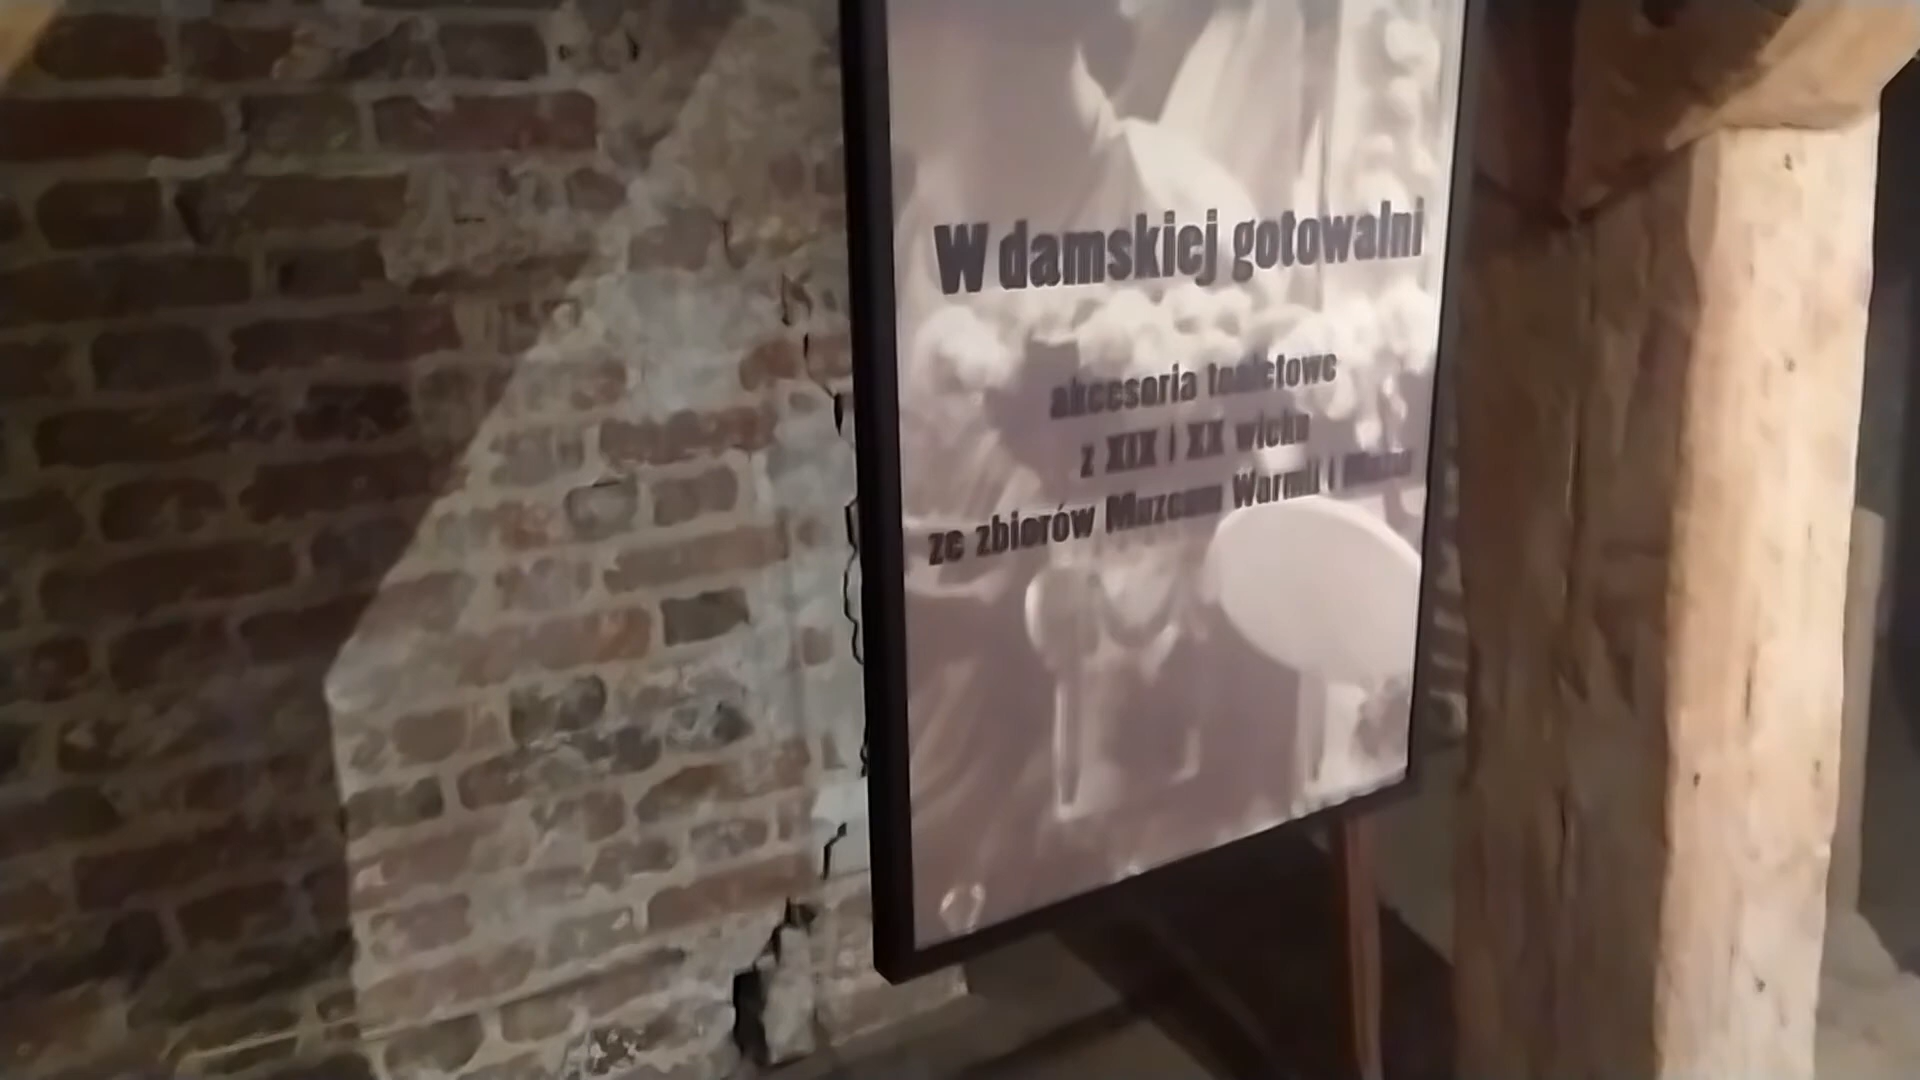 W damskiej gotowalni
akcesoria toaletowe
z XIX i XX wieku
ze zbiorów Muzeum Warmii i